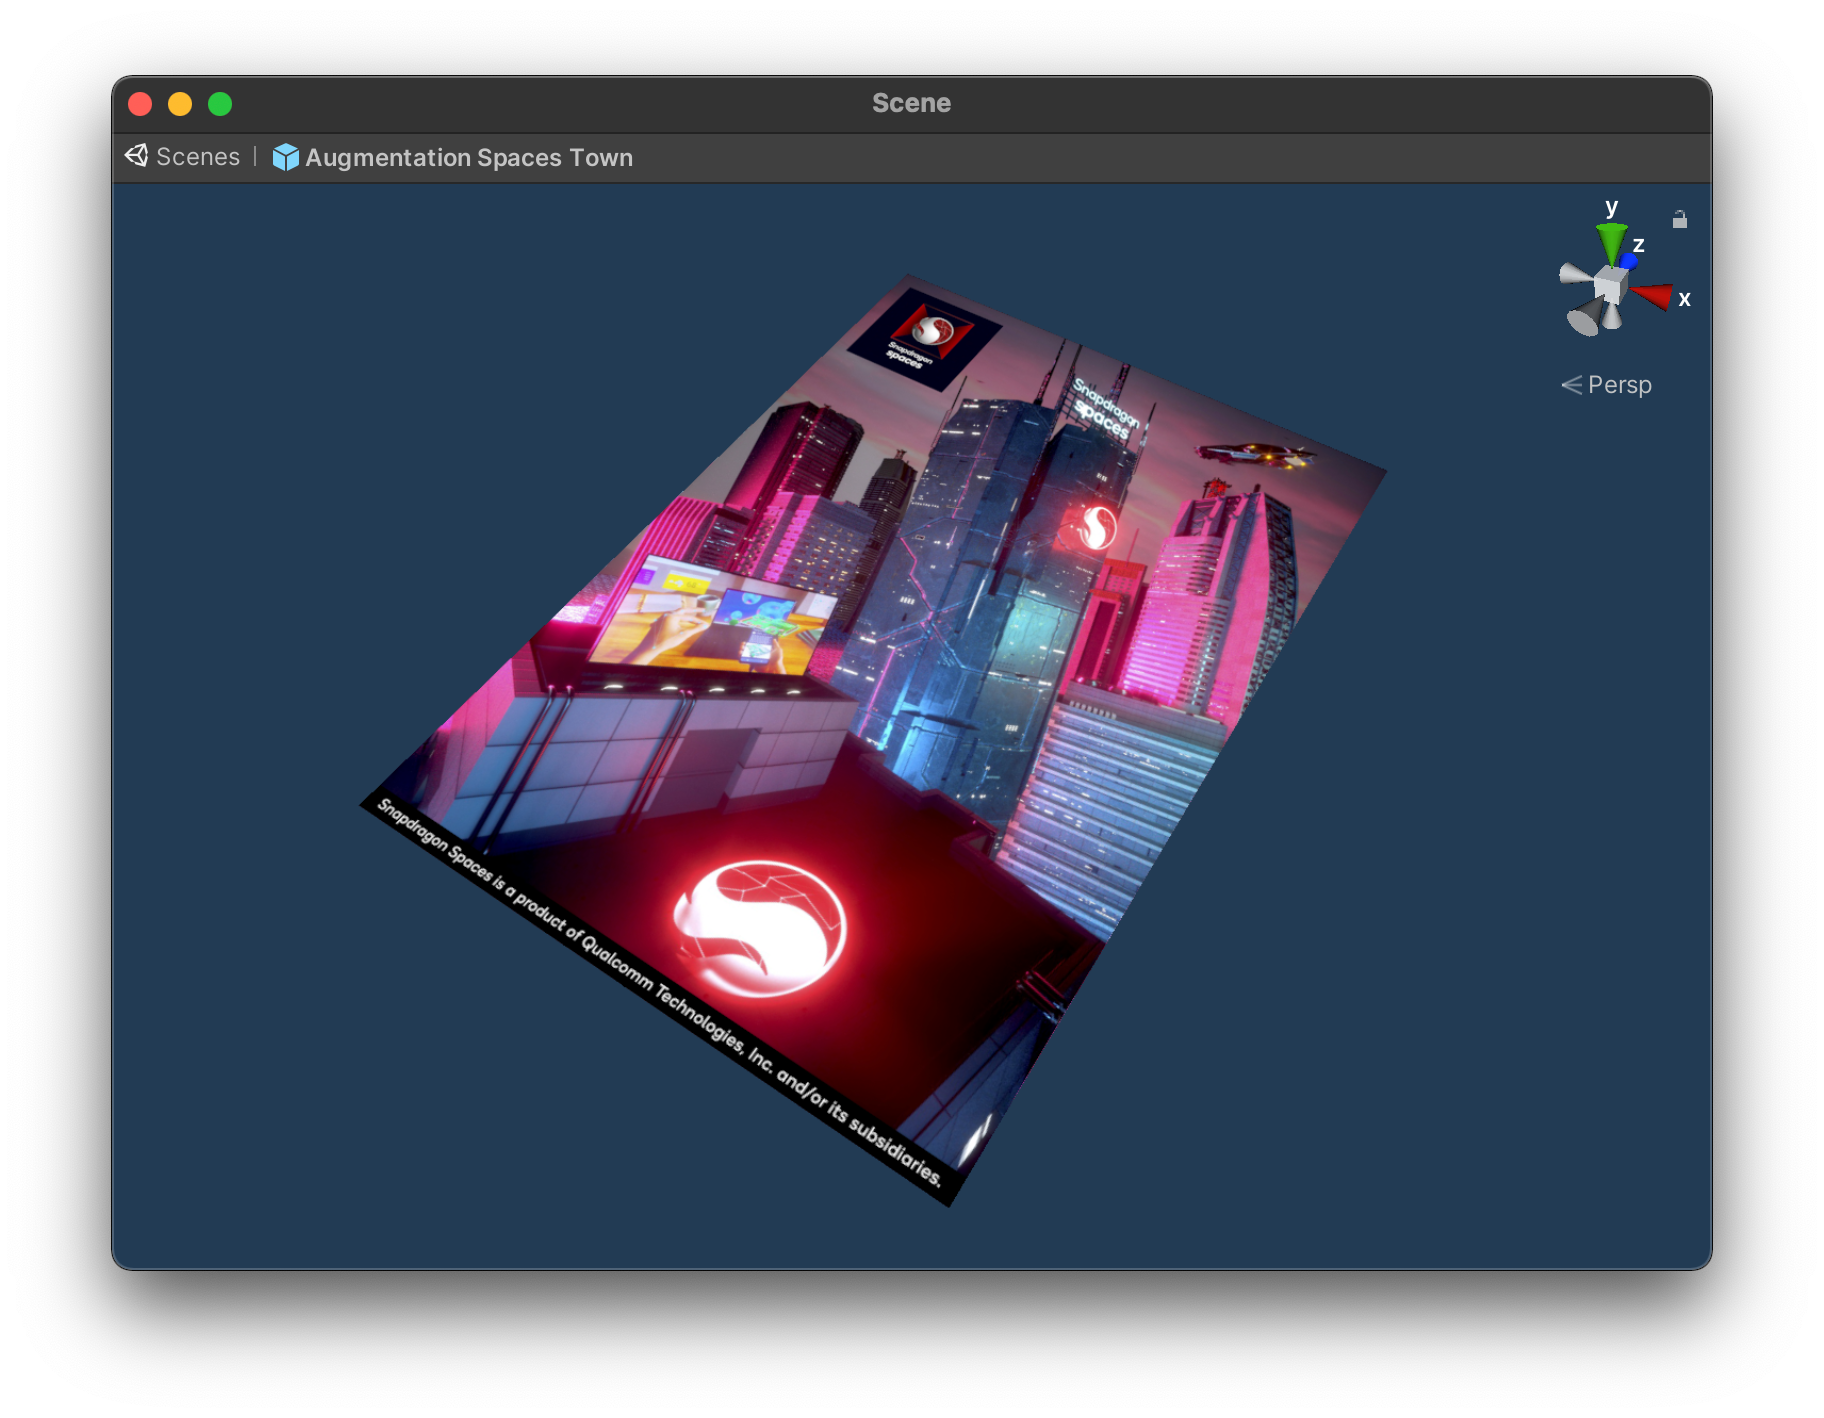 Scene
Scenes | Augmentation Spaces Town
y
z
x
Persp
Snapdragon
spaces
Snapdragon
spaces
Snapdragon Spaces is a product of Qualcomm Technologies, Inc. and/or its subsidiaries.